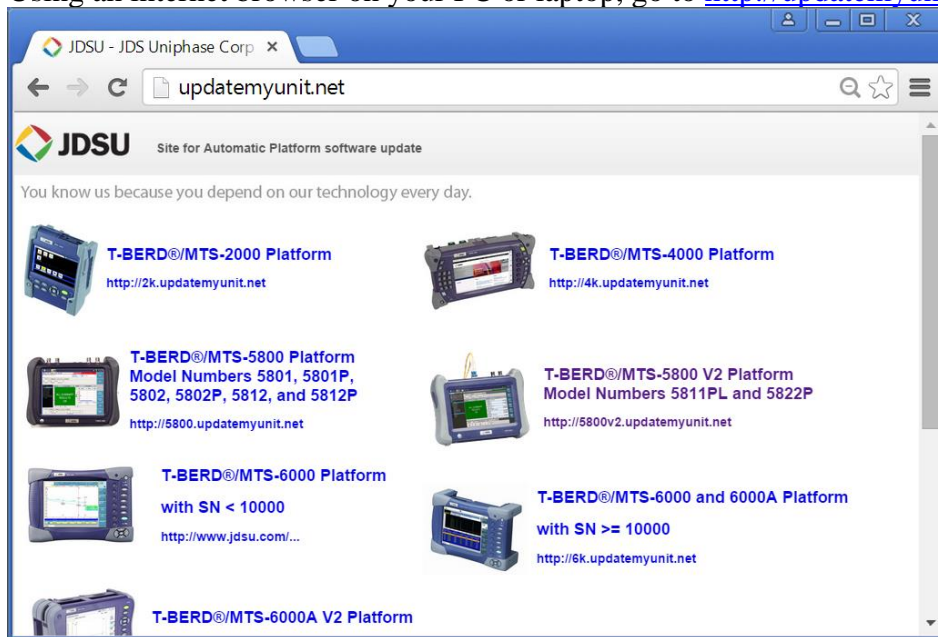 Using an internet browser on your PC or laptop, go to http://updatemyuni
JDSU - JDS Uniphase Corp
updatemyunit.net
JDSU Site for Automatic Platform software update
You know us because you depend on our technology every day.
T-BERD®/MTS-2000 Platform
http://2k.updatemyunit.net
T-BERD®/MTS-4000 Platform
http://4k.updatemyunit.net
T-BERD®/MTS-5800 Platform
Model Numbers 5801, 5801P,
5802, 5802P, 5812, and 5812P
http://5800.updatemyunit.net
T-BERD®/MTS-5800 V2 Platform
Model Numbers 5811PL and 5822P
http://5800v2.updatemyunit.net
T-BERD®/MTS-6000 Platform
with SN < 10000
http://www.jdsu.com/...
T-BERD®/MTS-6000 and 6000A Platform
with SN >= 10000
http://6k.updatemyunit.net
T-BERD®/MTS-6000A V2 Platform